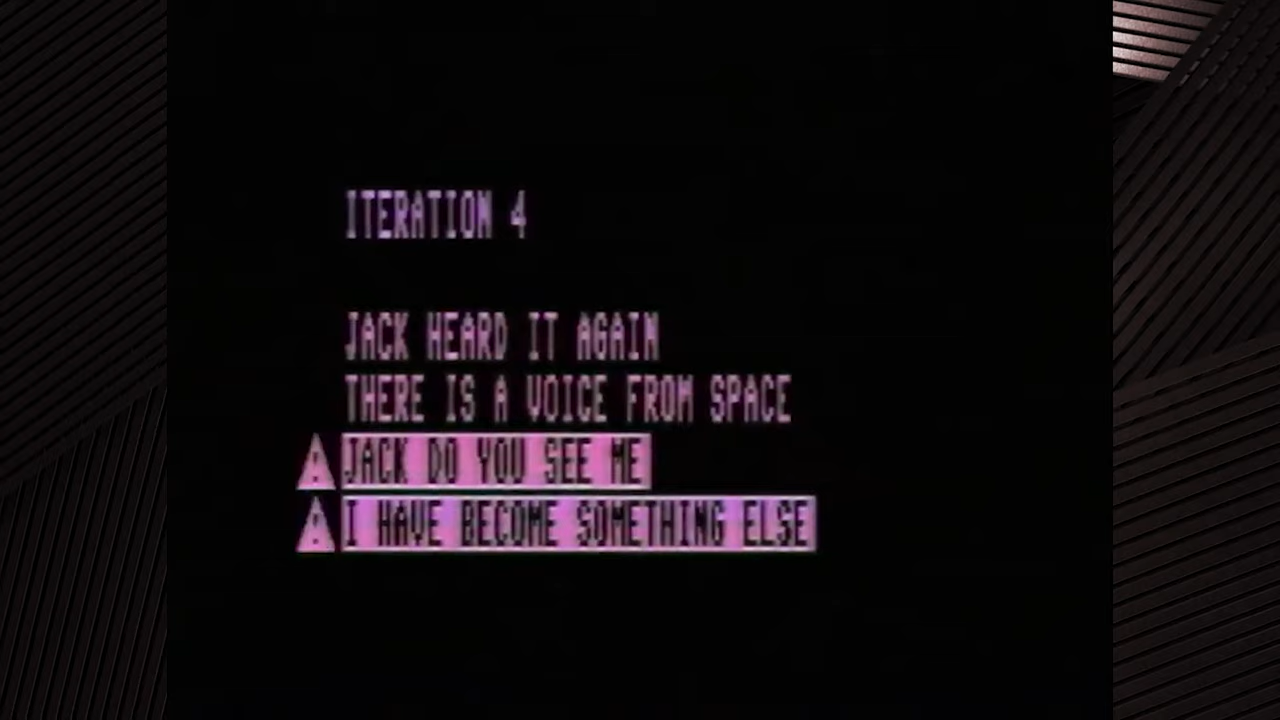 ITERATION 4
JACK HEARD IT AGAIN
THERE IS A VOICE FROM SPACE
JACK DO YOU SEE ME
I HAVE BECOME SOMETHING ELSE